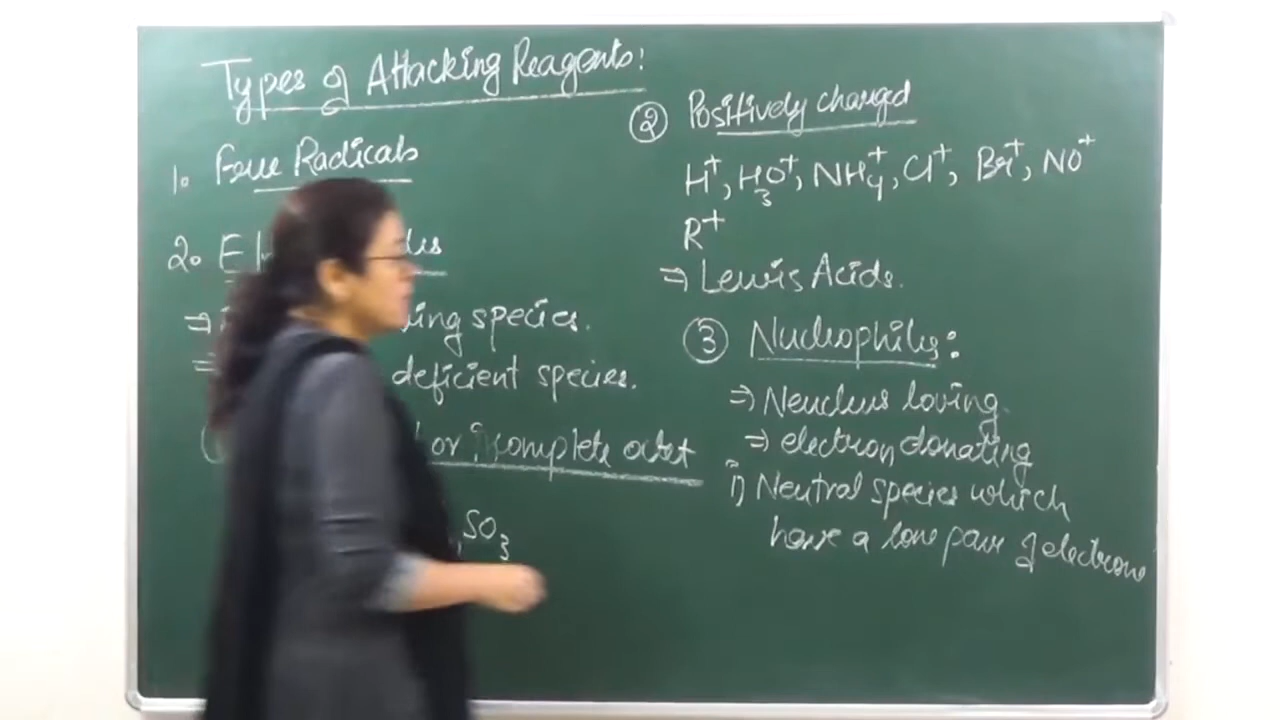 Types of Attacking Reagents:
1. Free Radicals
2. E
⇒ ving species.
⇒ deficient species.
or incomplete octet
, SO3
② Positively charged
H+, H3O+, NH4+, Cl+, Br+, NO+
R+
⇒ Lewis Acids.
③ Nucleophiles:
⇒ Neucleus loving.
⇒ electron donating
i) Neutral species which
have a lone pair of electrons